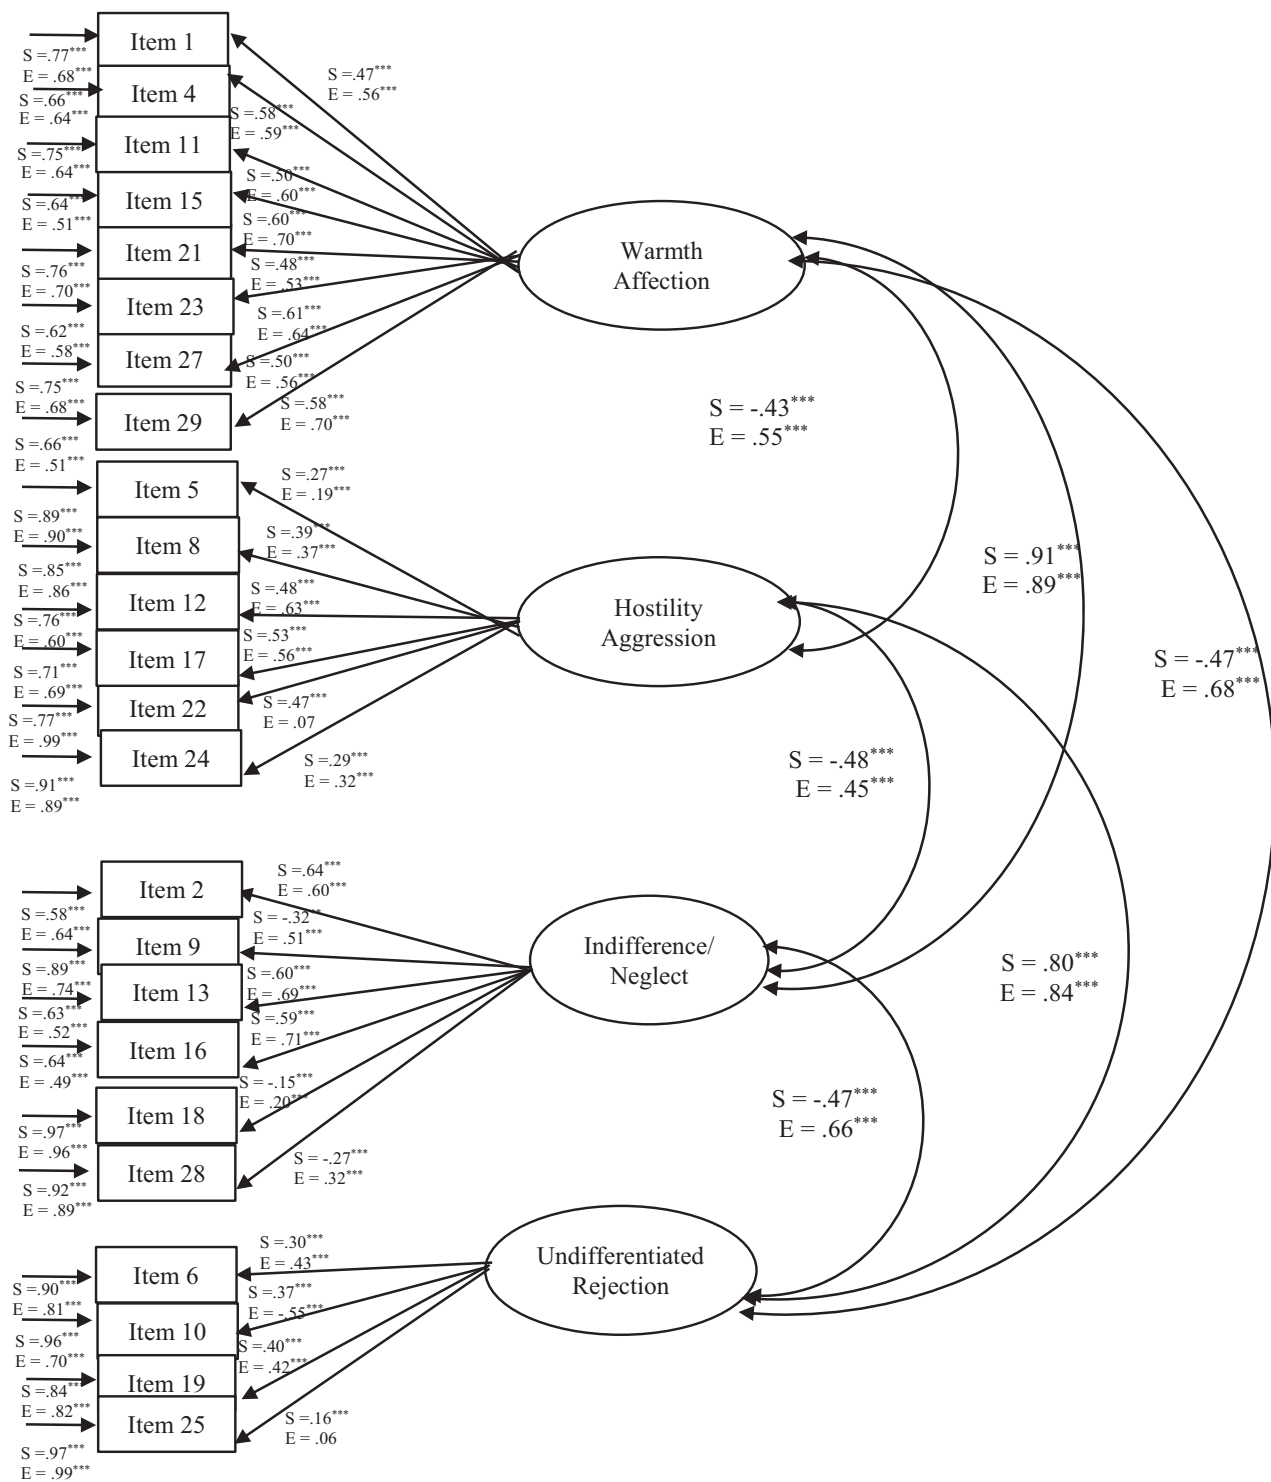 Item 1
S =.77***
E = .68***
S =.47***
E = .56***
Item 4
S =.66***
E = .64***
S =.58***
E = .59***
Item 11
S =.75***
E = .64***
S =.50***
E = .60***
Item 15
S =.64***
E = .51***
S =.60***
E = .70***
Item 21
S =.76***
E = .70***
S =.48***
E = .53***
Item 23
S =.62***
E = .58***
S =.61***
E = .64***
Item 27
S =.75***
E = .68***
S =.50***
E = .56***
Item 29
S =.66***
E = .51***
S =.58***
E = .70***
Warmth
Affection
S = -.43***
E = .55***
Item 5
S =.89***
E = .90***
S =.27***
E = .19***
Item 8
S =.85***
E = .86***
S =.39***
E = .37***
Item 12
S =.76***
E = .60***
S =.48***
E = .63***
Item 17
S =.71***
E = .69***
S =.53***
E = .56***
Item 22
S =.77***
E = .99***
S =.47***
E = .07
Item 24
S =.91***
E = .89***
S =.29***
E = .32***
Hostility
Aggression
S = .91***
E = .89***
S = -.47***
E = .68***
S = -.48***
E = .45***
Item 2
S =.58***
E = .64***
S =.64***
E = .60***
Item 9
S =.89***
E = .74***
S = -.32**
E = .51***
Item 13
S =.63***
E = .52***
S =.60***
E = .69***
Item 16
S =.64***
E = .49***
S =.59***
E = .71***
Item 18
S =.97***
E = .96***
S = -.15***
E = .20***
Item 28
S =.92***
E = .89***
S = -.27***
E = .32***
Indifference/
Neglect
S = .80***
E = .84***
S = -.47***
E = .66***
Item 6
S =.90***
E = .81***
S =.30***
E = .43***
Item 10
S =.96***
E = .70***
S =.37***
E = -.55***
Item 19
S =.84***
E = .82***
S =.40***
E = .42***
Item 25
S =.97***
E = .99***
S =.16***
E = .06
Undifferentiated
Rejection